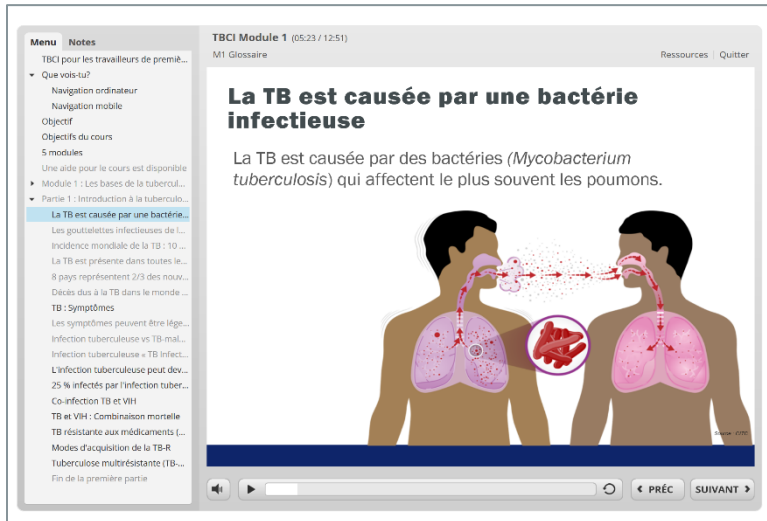 Menu Notes
TBCI pour les travailleurs de premiè...
Que vois-tu?
Navigation ordinateur
Navigation mobile
Objectif
Objectifs du cours
5 modules
Une aide pour le cours est disponible
Module 1 : Les bases de la tubercul...
Partie 1 : Introduction à la tuberculo...
La TB est causée par une bactérie...
Les gouttelettes infectieuses de l...
Incidence mondiale de la TB : 10 ...
La TB est présente dans toutes le...
8 pays représentent 2/3 des nouv...
Décès dus à la TB dans le monde ...
TB : Symptômes
Les symptômes peuvent être lége...
Infection tuberculeuse vs TB-mal...
Infection tuberculeuse « TB Infect...
L'infection tuberculeuse peut dev...
25 % infectés par l'infection tuber...
Co-infection TB et VIH
TB et VIH : Combinaison mortelle
TB résistante aux médicaments (...
Modes d'acquisition de la TB-R
Tuberculose multirésistante (TB-...
Fin de la première partie
TBCI Module 1 (05:23 / 12:51)
M1 Glossaire
Ressources Quitter
La TB est causée par une bactérie
infectieuse
La TB est causée par des bactéries (Mycobacterium
tuberculosis) qui affectent le plus souvent les poumons.
PRÉC SUIVANT